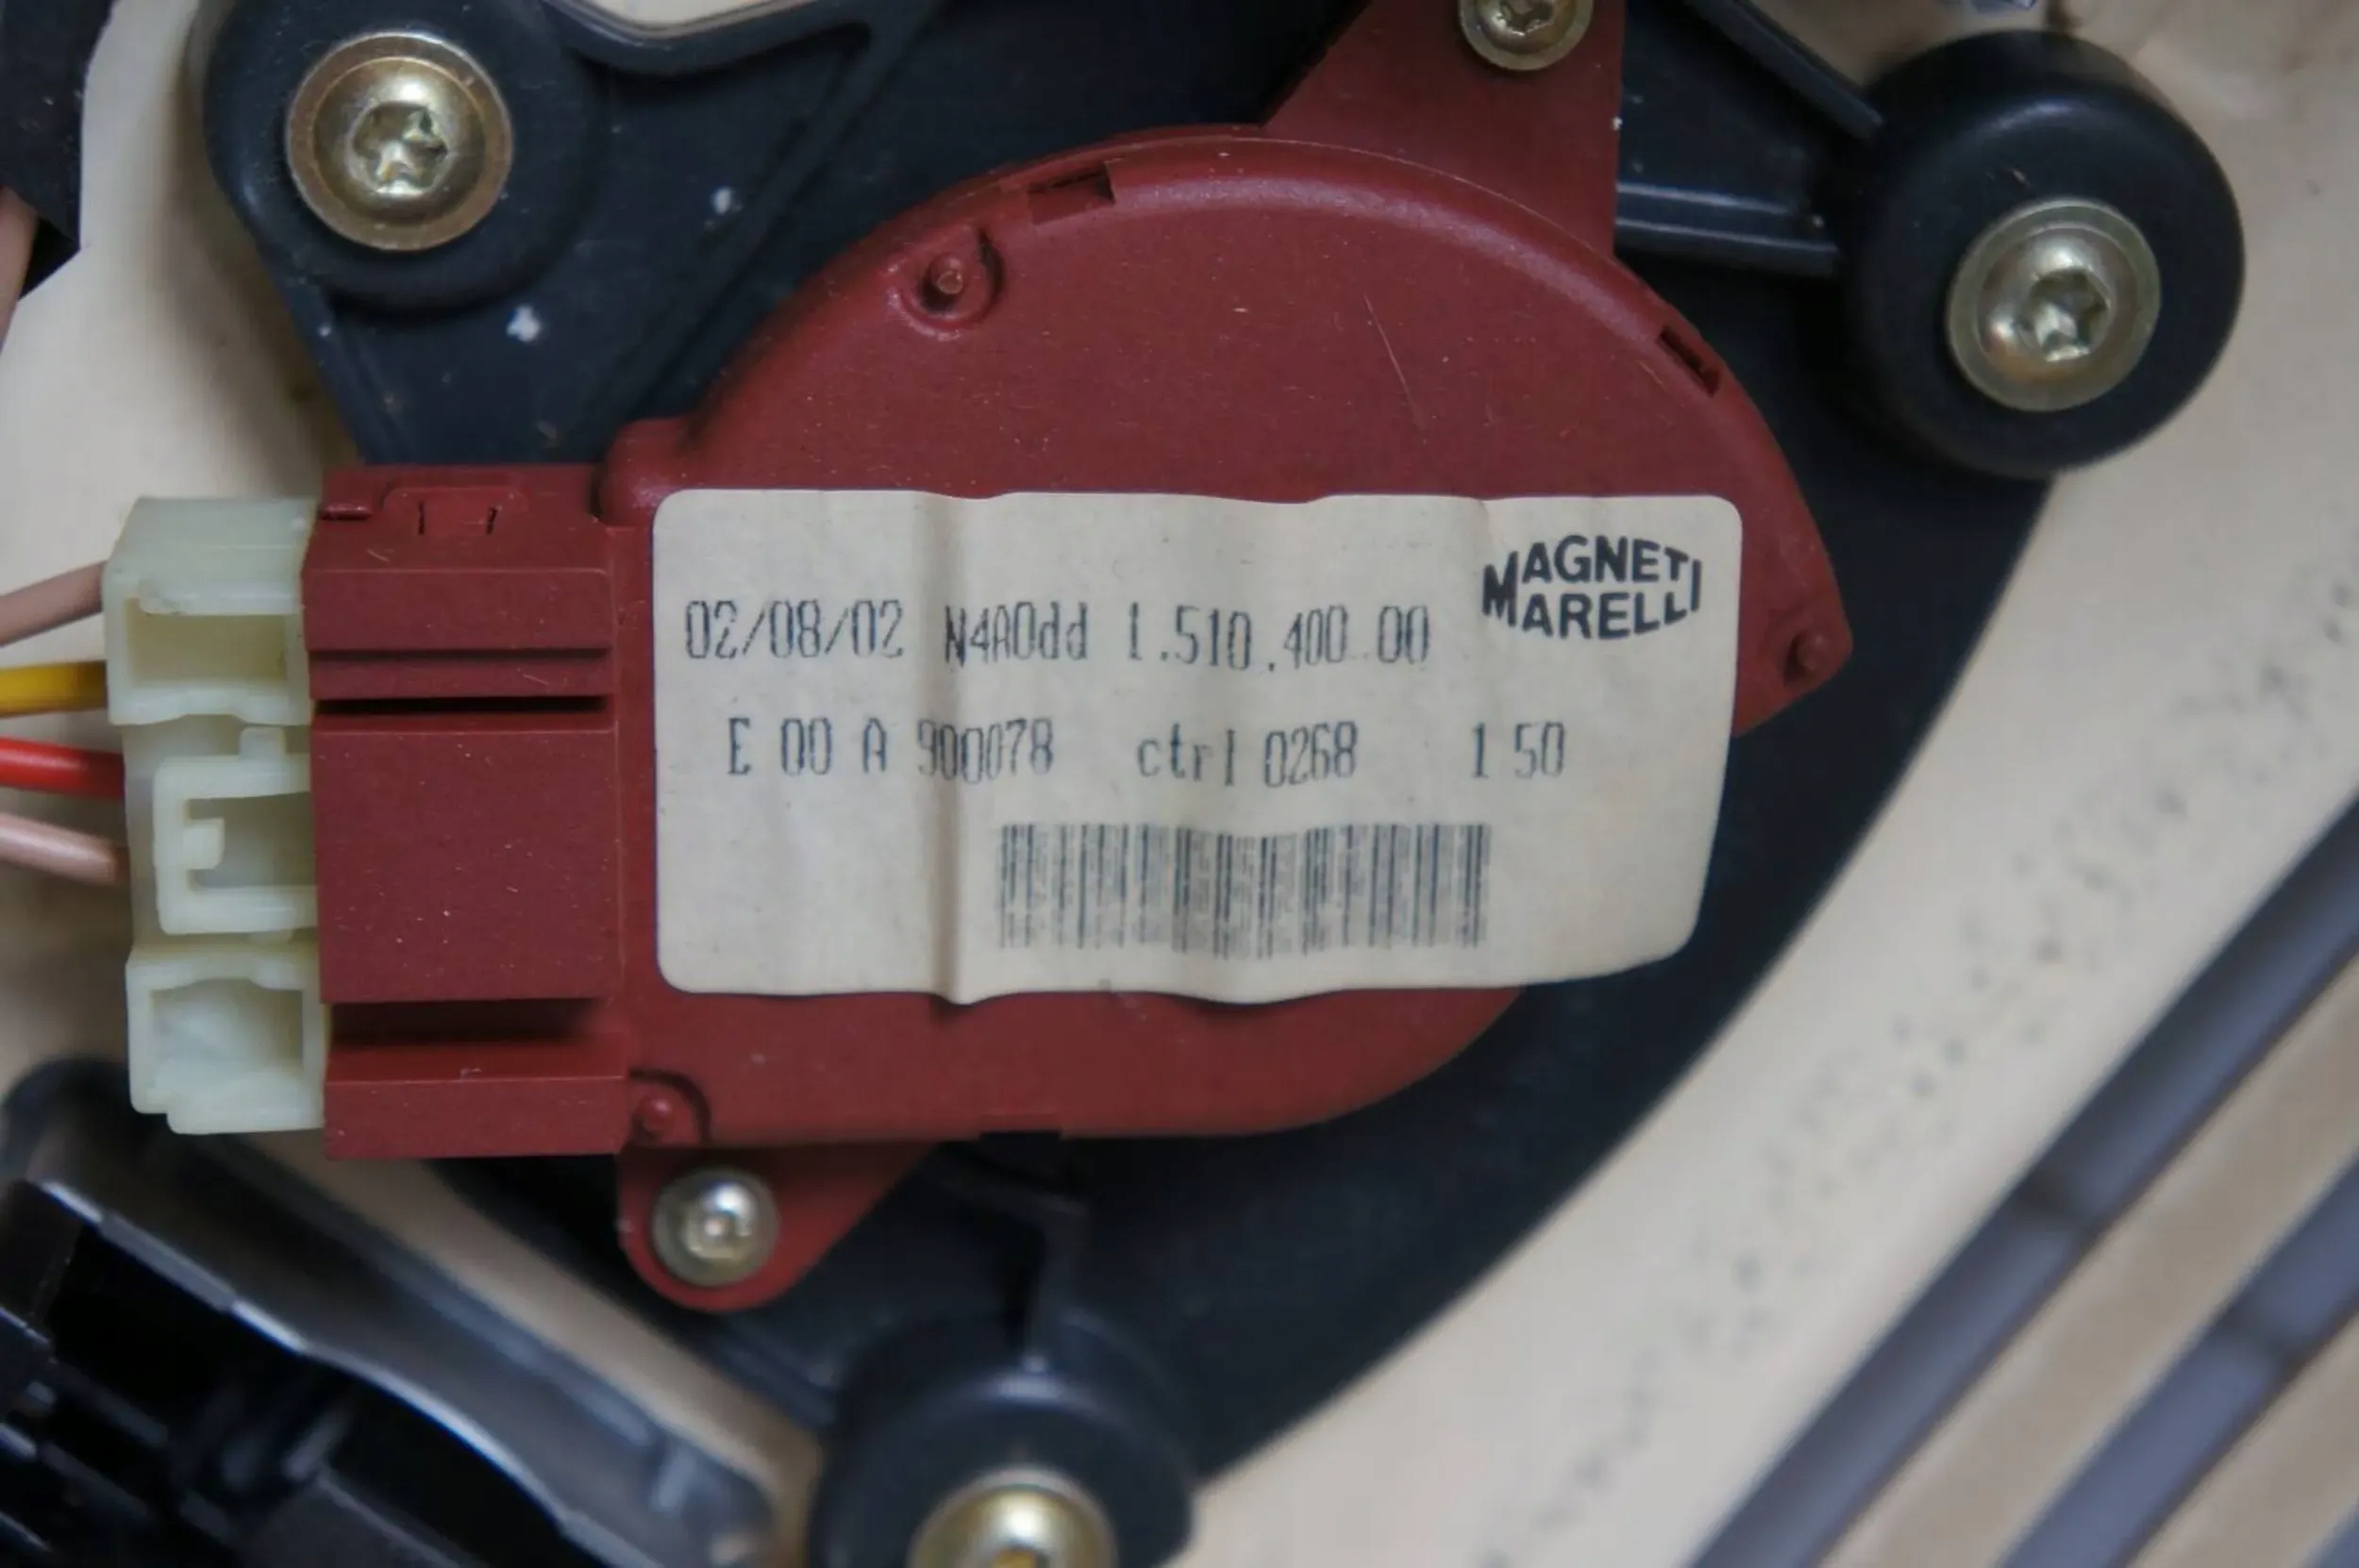 MAGNETI
MARELLI
02/08/02 N4A0dd 1.510.400.00
E 00 A 900078 ctrl 0268 1 50